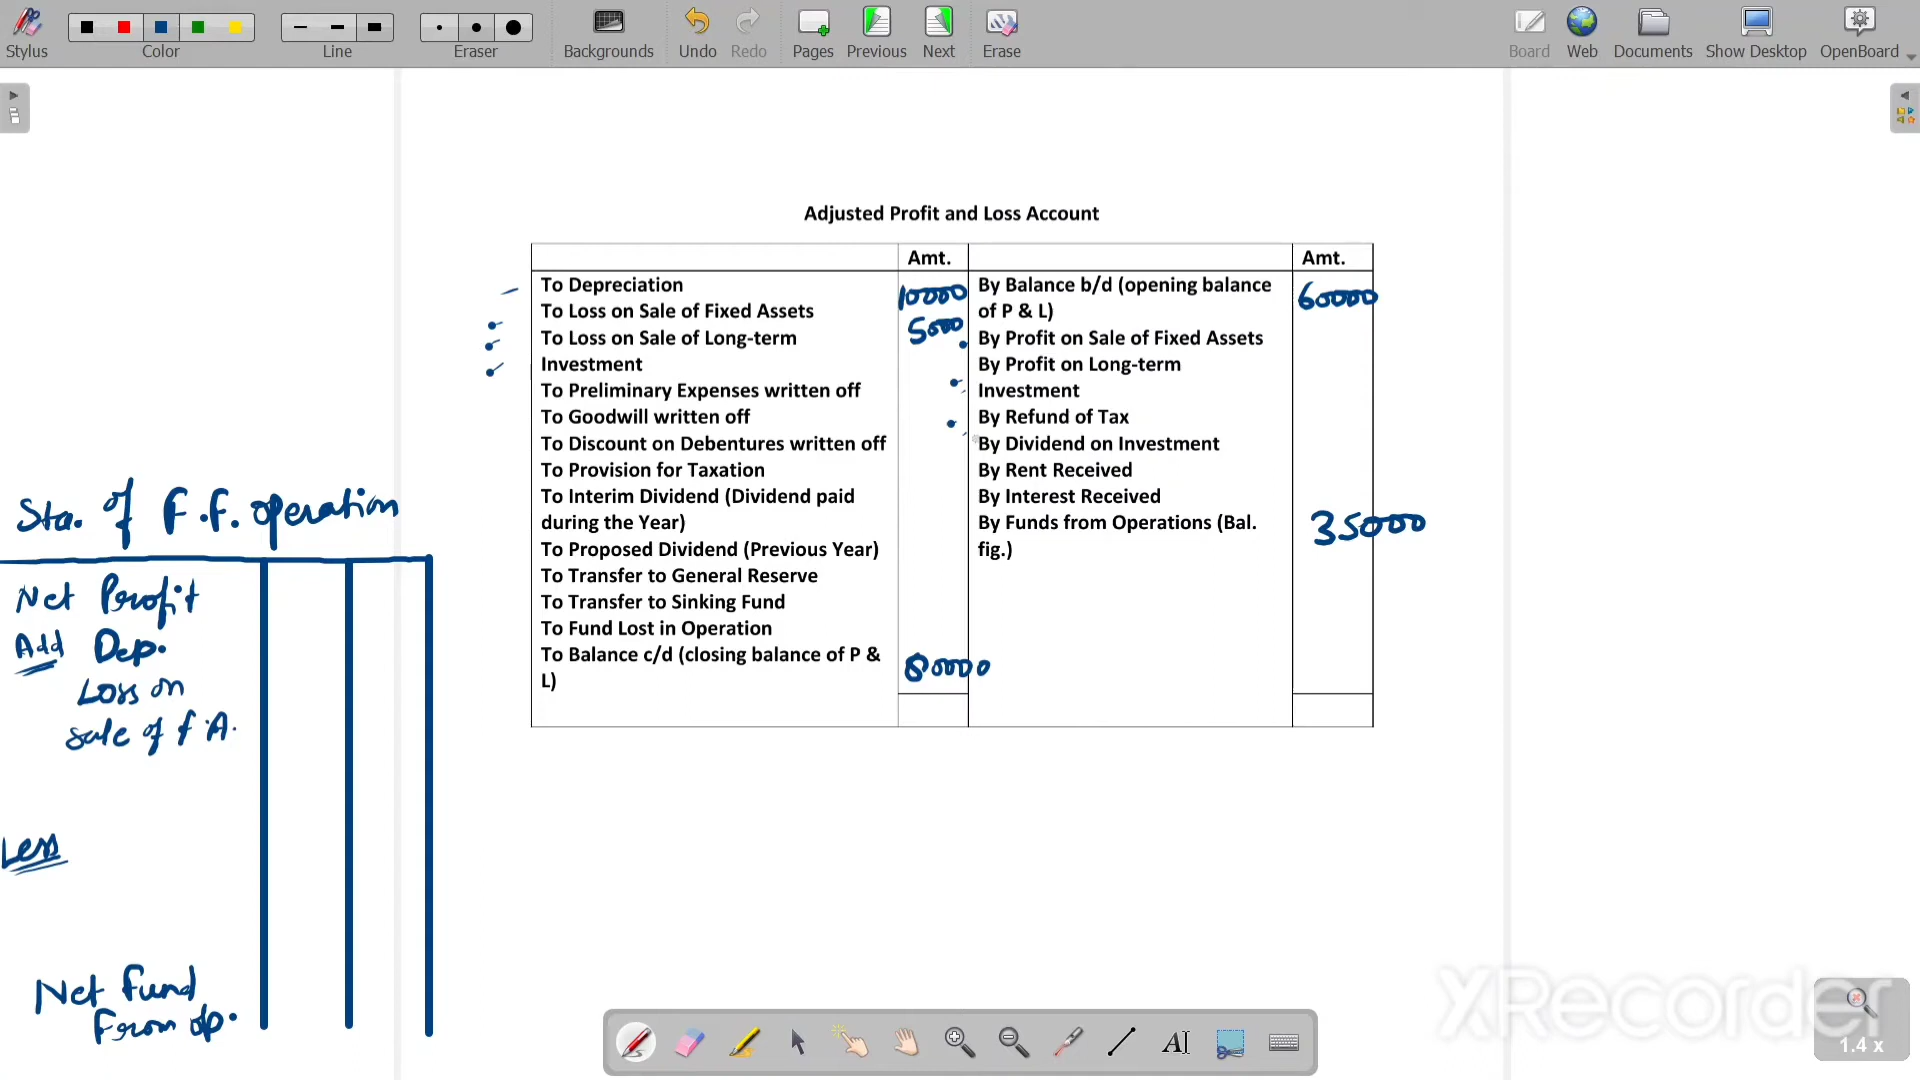 Stylus
Color
Line
Eraser
Backgrounds
Undo
Redo
Pages
Previous
Next
Erase
Board
Web
Documents
Show Desktop
OpenBoard
Adjusted Profit and Loss Account
Amt.
Amt.
To Depreciation
10000
To Loss on Sale of Fixed Assets
5000
To Loss on Sale of Long-term
Investment
To Preliminary Expenses written off
To Goodwill written off
To Discount on Debentures written off
To Provision for Taxation
To Interim Dividend (Dividend paid
during the Year)
To Proposed Dividend (Previous Year)
To Transfer to General Reserve
To Transfer to Sinking Fund
To Fund Lost in Operation
To Balance c/d (closing balance of P &
L)
80000
By Balance b/d (opening balance
of P & L)
60000
By Profit on Sale of Fixed Assets
By Profit on Long-term
Investment
By Refund of Tax
By Dividend on Investment
By Rent Received
By Interest Received
By Funds from Operations (Bal.
fig.)
35000
Sta. of F.F. operation
Net Profit
Add Dep.
Loss on
sale of f A.
Less
Net fund
From op.
AI
XRecorder
1.4 x